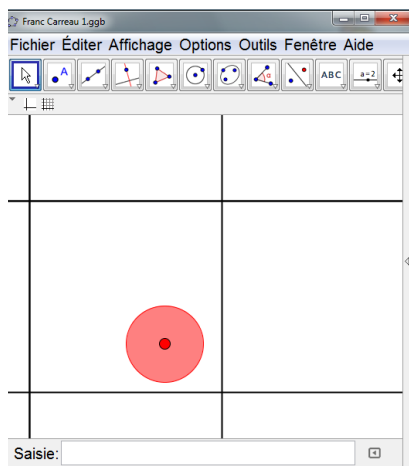 Franc Carreau 1.ggb
Fichier Éditer Affichage Options Outils Fenêtre Aide
A α ABC a=2
Saisie: